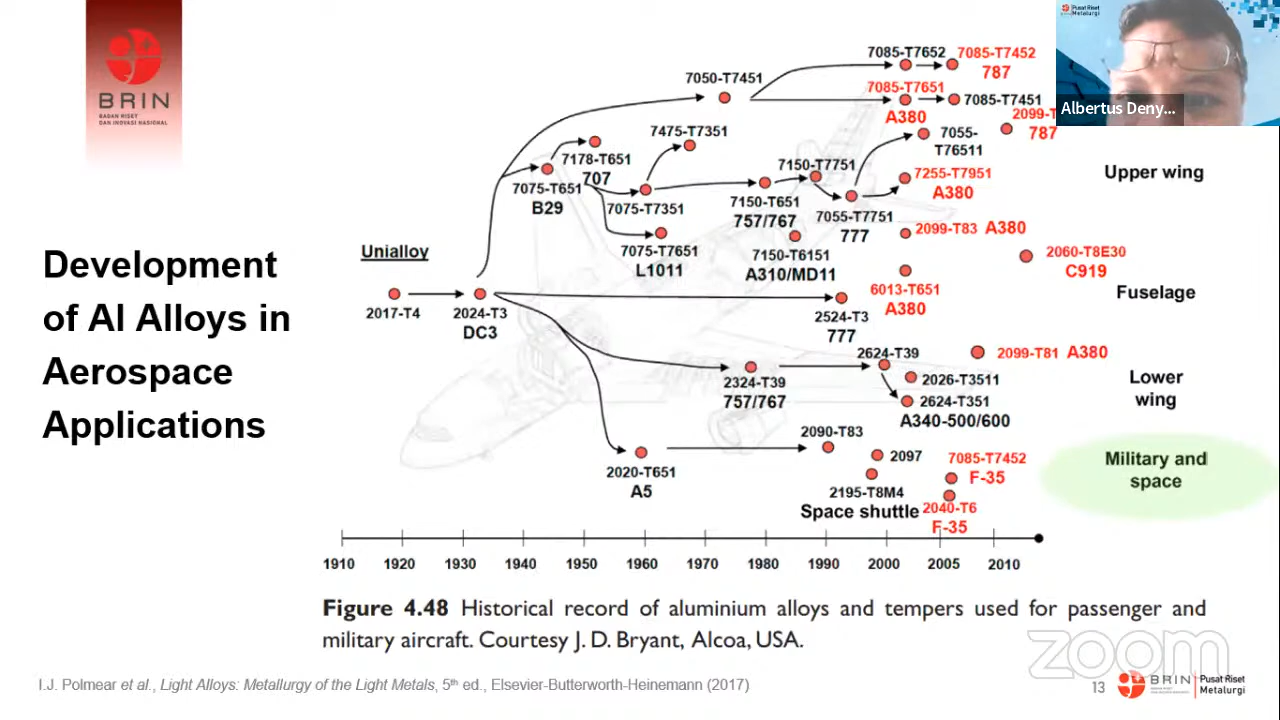 BRIN
BADAN RISET
DAN INOVASI NASIONAL
Development
of Al Alloys in
Aerospace
Applications
Pusat Riset
Metalurgi
Albertus Deny...
7085-T7652
7085-T7452
787
7050-T7451
7085-T7651
A380
7085-T7451
2099-T
787
7475-T7351
7055-
T76511
7178-T651
707
7150-T7751
Upper wing
7075-T651
B29
7075-T7351
7150-T651
757/767
7055-T7751
777
7255-T7951
A380
7075-T7651
L1011
7150-T6151
A310/MD11
2099-T83 A380
Unialloy
2060-T8E30
C919
Fuselage
6013-T651
A380
2017-T4
2024-T3
DC3
2524-T3
777
2624-T39
2099-T81 A380
2324-T39
757/767
2026-T3511
2624-T351
A340-500/600
Lower
wing
2090-T83
2097
7085-T7452
F-35
Military and
space
2020-T651
A5
2195-T8M4
Space shuttle
2040-T6
F-35
1910 1920 1930 1940 1950 1960 1970 1980 1990 2000 2005 2010
Figure 4.48 Historical record of aluminium alloys and tempers used for passenger and
military aircraft. Courtesy J. D. Bryant, Alcoa, USA.
zoom
I.J. Polmear et al., Light Alloys: Metallurgy of the Light Metals, 5th ed., Elsevier-Butterworth-Heinemann (2017)
13
BRIN
Pusat Riset
Metalurgi